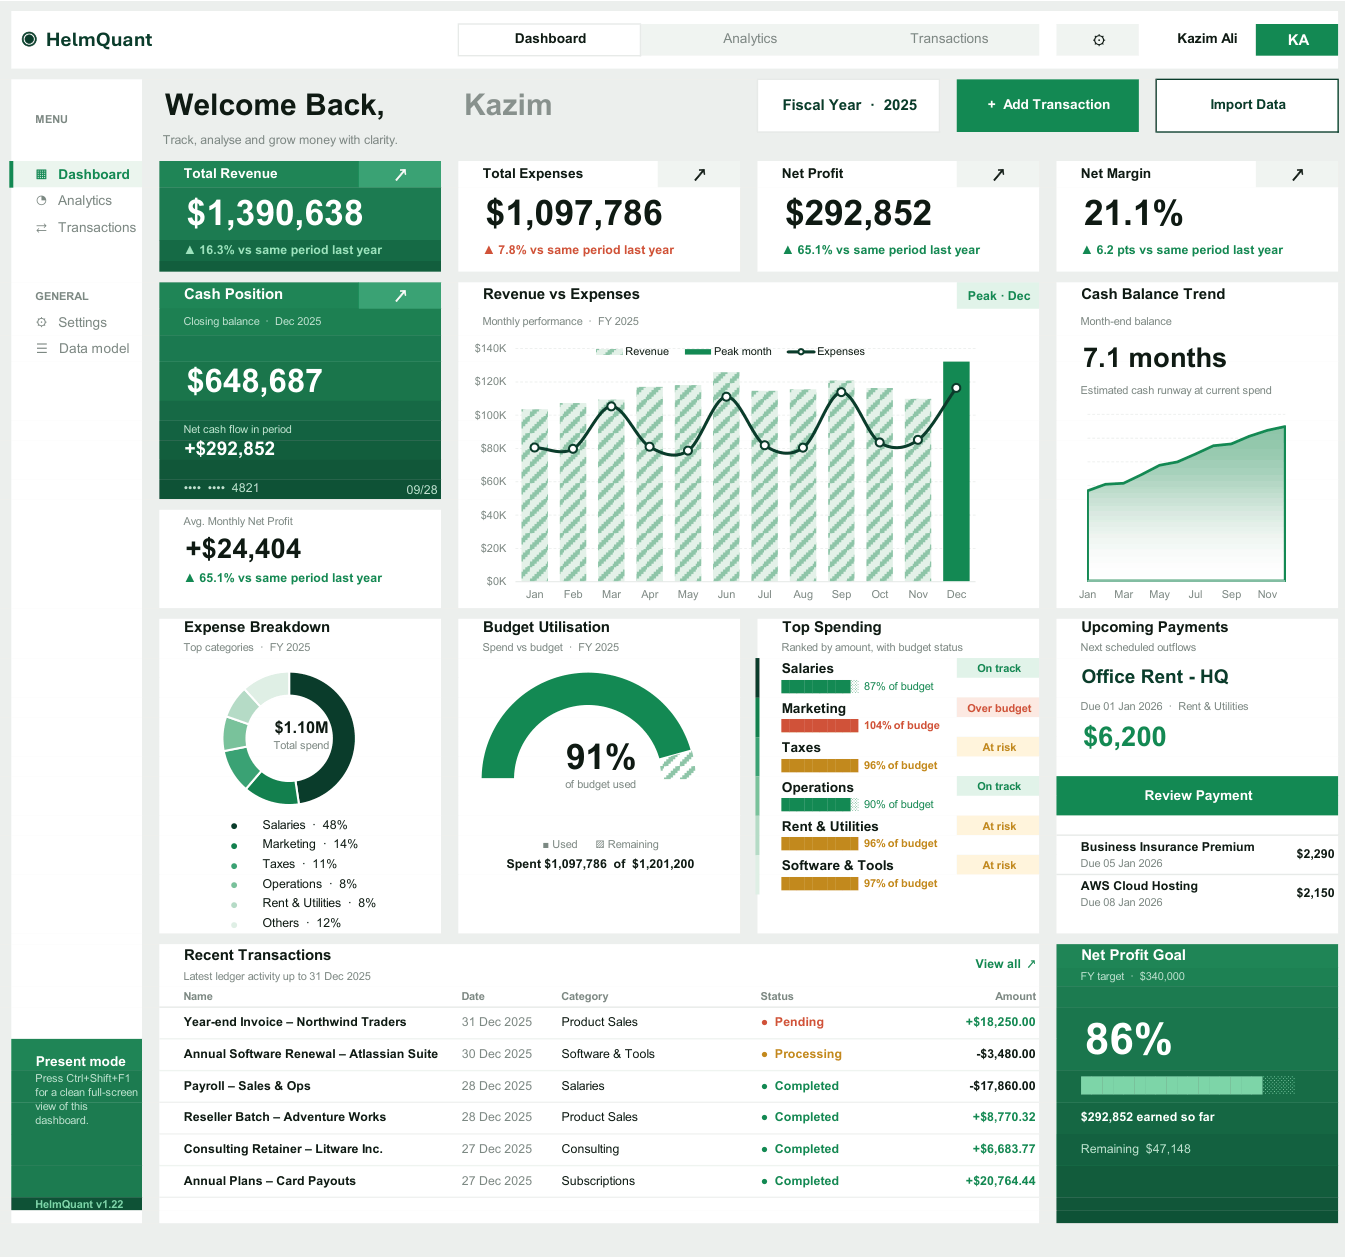 HelmQuant
Dashboard
Analytics
Transactions
Kazim Ali
KA
MENU
Dashboard
Analytics
Transactions
GENERAL
Settings
Data model
Present mode
Press Ctrl+Shift+F1
for a clean full-screen
view of this
dashboard.
HelmQuant v1.22
Welcome Back, Kazim
Track, analyse and grow money with clarity.
Fiscal Year · 2025
+ Add Transaction
Import Data
Total Revenue ↗
$1,390,638
▲ 16.3% vs same period last year
Total Expenses ↗
$1,097,786
▲ 7.8% vs same period last year
Net Profit ↗
$292,852
▲ 65.1% vs same period last year
Net Margin ↗
21.1%
▲ 6.2 pts vs same period last year
Cash Position ↗
Closing balance · Dec 2025
$648,687
Net cash flow in period
+$292,852
•••• •••• 4821
09/28
Avg. Monthly Net Profit
+$24,404
▲ 65.1% vs same period last year
Revenue vs Expenses
Peak · Dec
Monthly performance · FY 2025
Revenue Peak month Expenses
$140K
$120K
$100K
$80K
$60K
$40K
$20K
$0K
Jan Feb Mar Apr May Jun Jul Aug Sep Oct Nov Dec
Cash Balance Trend
Month-end balance
7.1 months
Estimated cash runway at current spend
Jan Mar May Jul Sep Nov
Expense Breakdown
Top categories · FY 2025
$1.10M
Total spend
Salaries · 48%
Marketing · 14%
Taxes · 11%
Operations · 8%
Rent & Utilities · 8%
Others · 12%
Budget Utilisation
Spend vs budget · FY 2025
91%
of budget used
Used Remaining
Spent $1,097,786 of $1,201,200
Top Spending
Ranked by amount, with budget status
Salaries On track
87% of budget
Marketing Over budget
104% of budge
Taxes At risk
96% of budget
Operations On track
90% of budget
Rent & Utilities At risk
96% of budget
Software & Tools At risk
97% of budget
Upcoming Payments
Next scheduled outflows
Office Rent - HQ
Due 01 Jan 2026 · Rent & Utilities
$6,200
Review Payment
Business Insurance Premium
Due 05 Jan 2026
$2,290
AWS Cloud Hosting
Due 08 Jan 2026
$2,150
Recent Transactions
Latest ledger activity up to 31 Dec 2025
View all ↗
Name Date Category Status Amount
Year-end Invoice – Northwind Traders 31 Dec 2025 Product Sales ● Pending +$18,250.00
Annual Software Renewal – Atlassian Suite 30 Dec 2025 Software & Tools ● Processing -$3,480.00
Payroll – Sales & Ops 28 Dec 2025 Salaries ● Completed -$17,860.00
Reseller Batch – Adventure Works 28 Dec 2025 Product Sales ● Completed +$8,770.32
Consulting Retainer – Litware Inc. 27 Dec 2025 Consulting ● Completed +$6,683.77
Annual Plans – Card Payouts 27 Dec 2025 Subscriptions ● Completed +$20,764.44
Net Profit Goal
FY target · $340,000
86%
$292,852 earned so far
Remaining $47,148